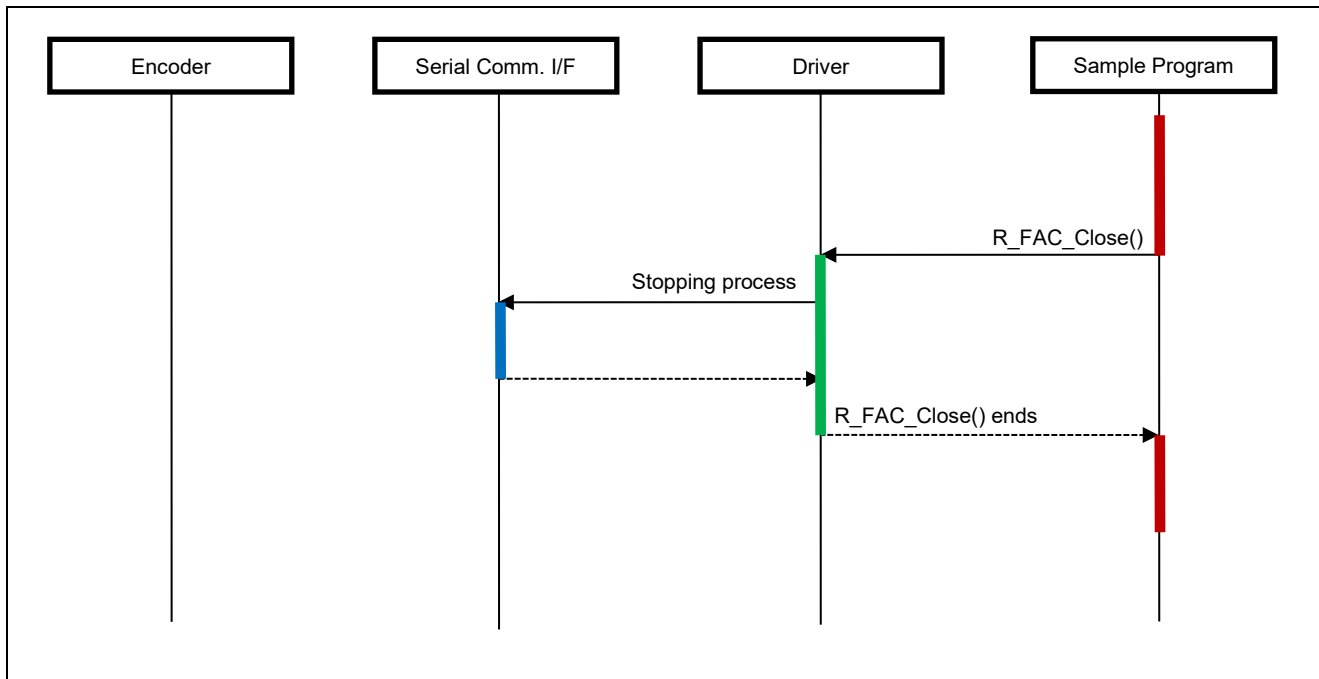 Encoder
Serial Comm. I/F
Driver
Sample Program
R_FAC_Close()
Stopping process
R_FAC_Close() ends